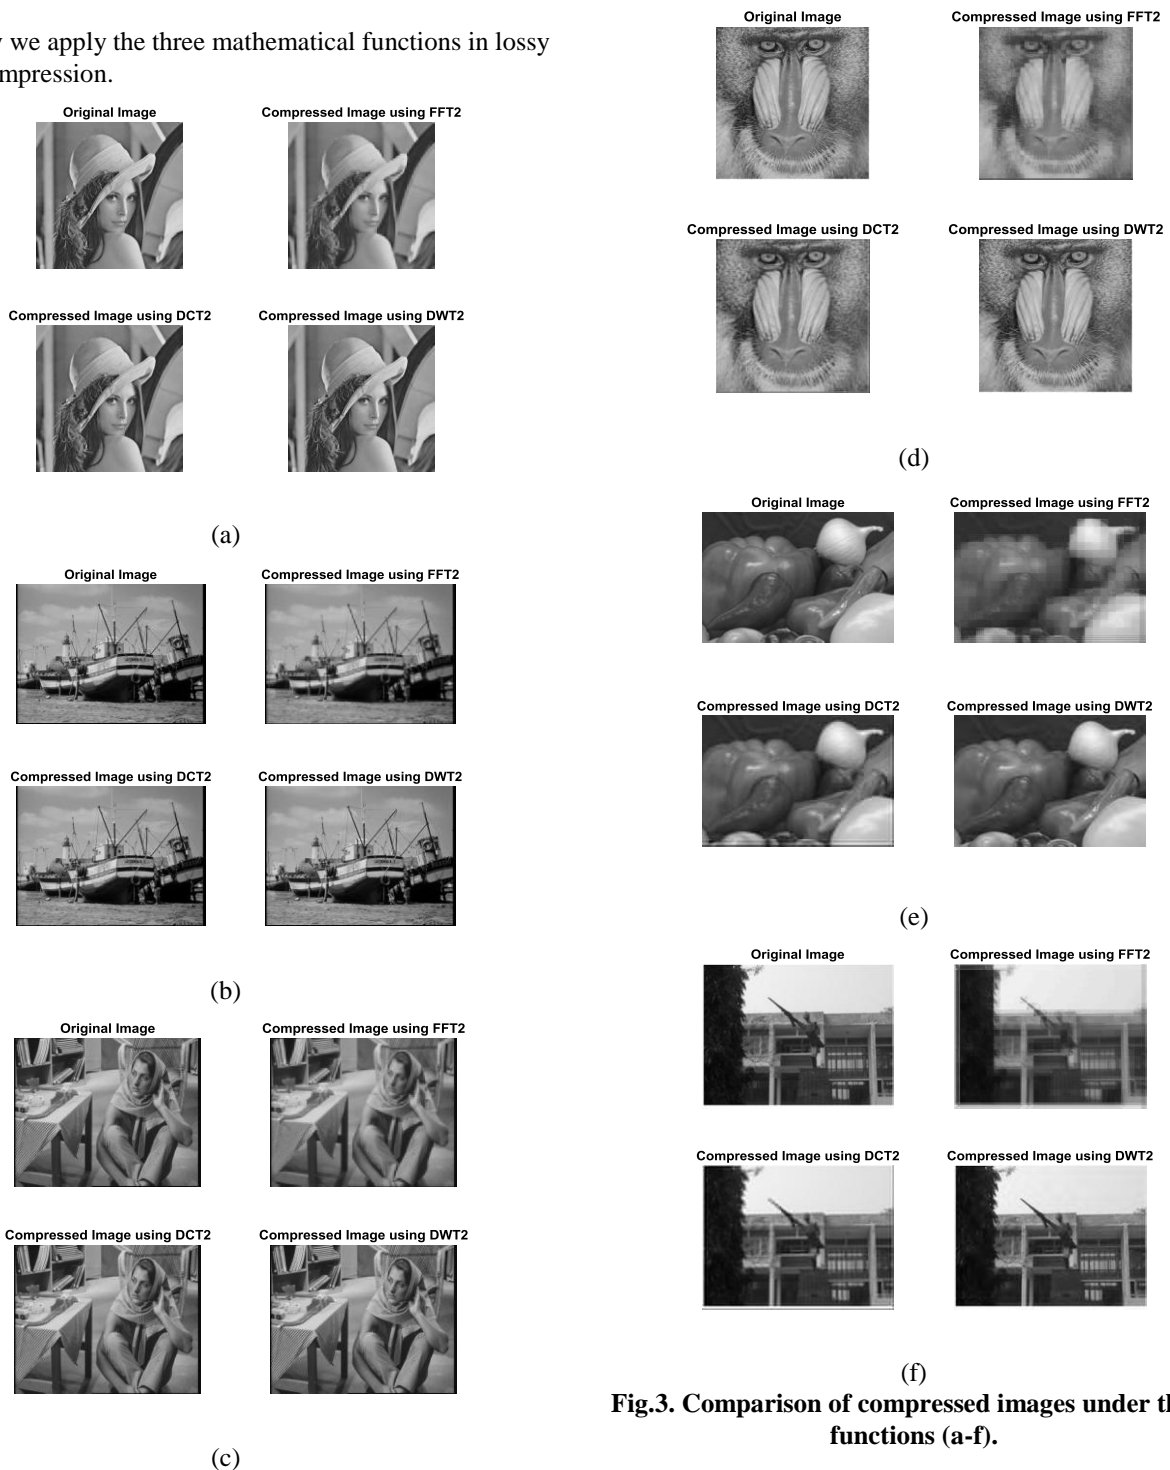 we apply the three mathematical functions in lossy
Original Image Compressed Image using FFT2
Compressed Image using DCT2 Compressed Image using DWT2
(a)
Original Image Compressed Image using FFT2
Compressed Image using DCT2 Compressed Image using DWT2
(b)
Original Image Compressed Image using FFT2
Compressed Image using DCT2 Compressed Image using DWT2
(c)
Original Image Compressed Image using FFT2
Compressed Image using DCT2 Compressed Image using DWT2
(d)
Original Image Compressed Image using FFT2
Compressed Image using DCT2 Compressed Image using DWT2
(e)
Original Image Compressed Image using FFT2
Compressed Image using DCT2 Compressed Image using DWT2
(f)
Fig.3. Comparison of compressed images under
functions (a-f).